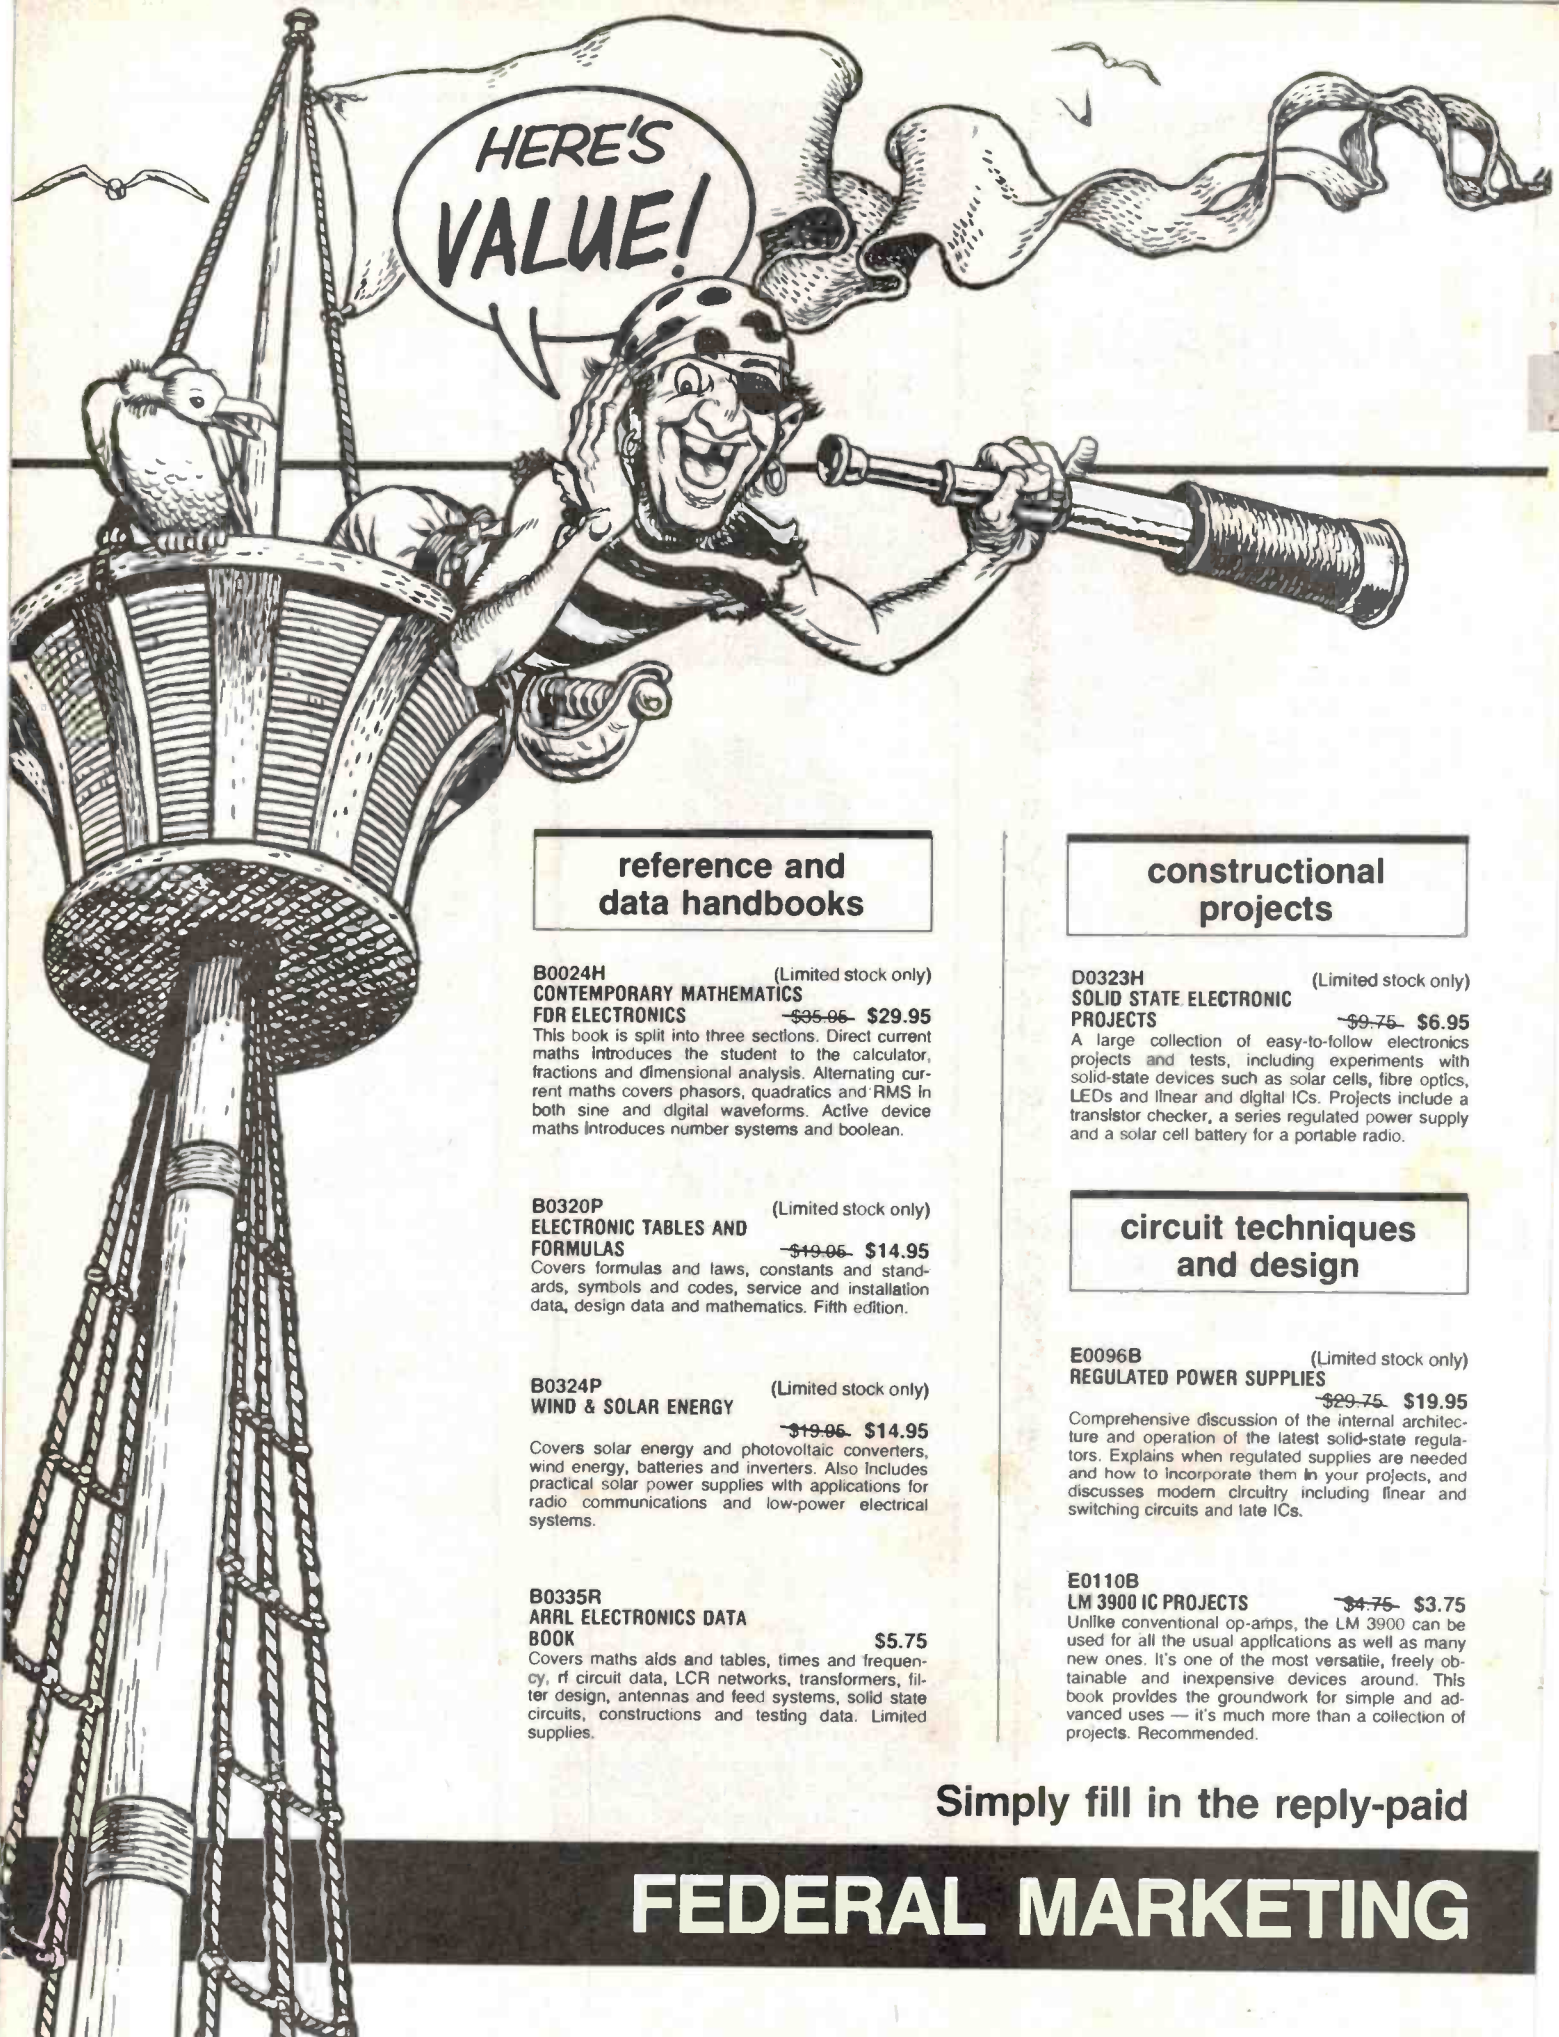 HERE'S
VALUE!
reference and
data handbooks
B0024H (Limited stock only)
CONTEMPORARY MATHEMATICS
FOR ELECTRONICS $35.95 $29.95
This book is split into three sections. Direct current
maths introduces the student to the calculator,
fractions and dimensional analysis. Alternating cur-
rent maths covers phasors, quadratics and RMS in
both sine and digital waveforms. Active device
maths introduces number systems and boolean.
B0320P (Limited stock only)
ELECTRONIC TABLES AND
FORMULAS $19.95 $14.95
Covers formulas and laws, constants and stand-
ards, symbols and codes, service and installation
data, design data and mathematics. Fifth edition.
B0324P (Limited stock only)
WIND & SOLAR ENERGY
$19.95 $14.95
Covers solar energy and photovoltaic converters,
wind energy, batteries and inverters. Also includes
practical solar power supplies with applications for
radio communications and low-power electrical
systems.
B0335R
ARRL ELECTRONICS DATA
BOOK $5.75
Covers maths aids and tables, times and frequen-
cy, rf circuit data, LCR networks, transformers, fil-
ter design, antennas and feed systems, solid state
circuits, constructions and testing data. Limited
supplies.
constructional
projects
D0323H (Limited stock only)
SOLID STATE ELECTRONIC
PROJECTS $9.75 $6.95
A large collection of easy-to-follow electronics
projects and tests, including experiments with
solid-state devices such as solar cells, fibre optics,
LEDs and linear and digital ICs. Projects include a
transistor checker, a series regulated power supply
and a solar cell battery for a portable radio.
circuit techniques
and design
E0096B (Limited stock only)
REGULATED POWER SUPPLIES
$29.75 $19.95
Comprehensive discussion of the internal architec-
ture and operation of the latest solid-state regula-
tors. Explains when regulated supplies are needed
and how to incorporate them in your projects, and
discusses modern circuitry including linear and
switching circuits and late ICs.
E0110B
LM 3900 IC PROJECTS $4.75 $3.75
Unlike conventional op-amps, the LM 3900 can be
used for all the usual applications as well as many
new ones. It's one of the most versatile, freely ob-
tainable and inexpensive devices around. This
book provides the groundwork for simple and ad-
vanced uses — it's much more than a collection of
projects. Recommended.
Simply fill in the reply-paid
FEDERAL MARKETING